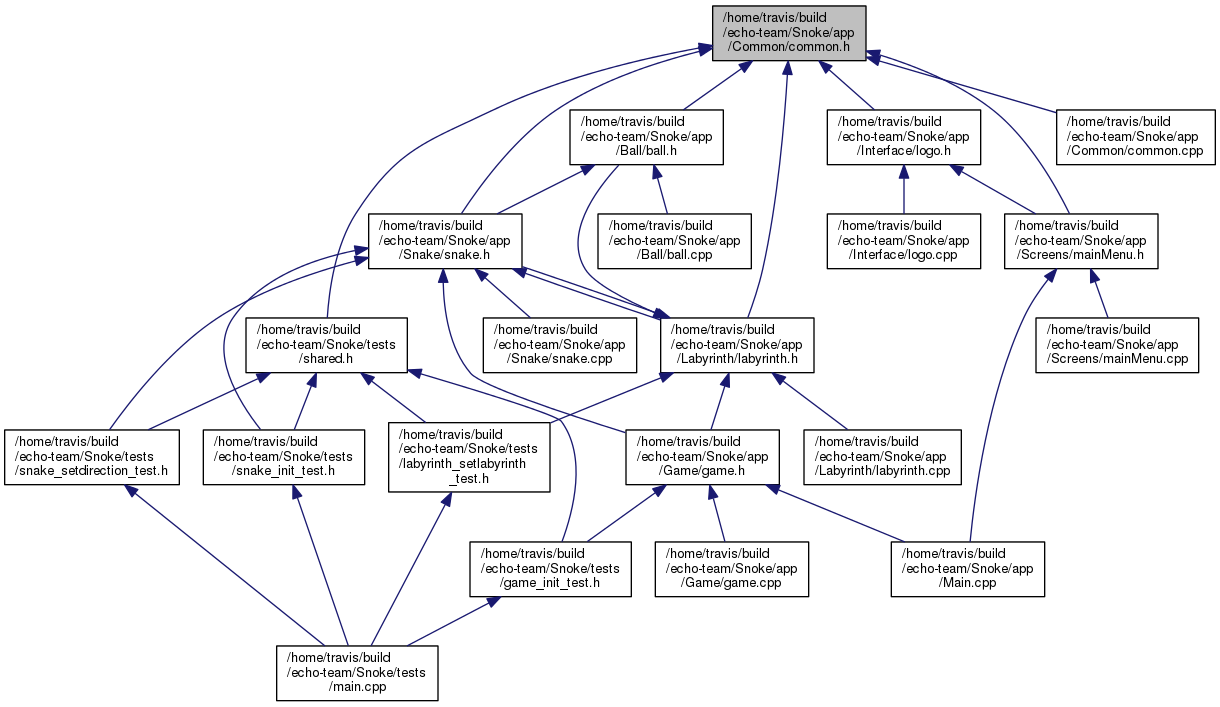 /home/travis/build
/echo-team/Snoke/app
/Common/common.h
/home/travis/build
/echo-team/Snoke/app
/Ball/ball.h
/home/travis/build
/echo-team/Snoke/app
/Interface/logo.h
/home/travis/build
/echo-team/Snoke/app
/Common/common.cpp
/home/travis/build
/echo-team/Snoke/app
/Snake/snake.h
/home/travis/build
/echo-team/Snoke/app
/Ball/ball.cpp
/home/travis/build
/echo-team/Snoke/app
/Interface/logo.cpp
/home/travis/build
/echo-team/Snoke/app
/Screens/mainMenu.h
/home/travis/build
/echo-team/Snoke/tests
/shared.h
/home/travis/build
/echo-team/Snoke/app
/Snake/snake.cpp
/home/travis/build
/echo-team/Snoke/app
/Labyrinth/labyrinth.h
/home/travis/build
/echo-team/Snoke/app
/Screens/mainMenu.cpp
/home/travis/build
/echo-team/Snoke/tests
/snake_setdirection_test.h
/home/travis/build
/echo-team/Snoke/tests
/snake_init_test.h
/home/travis/build
/echo-team/Snoke/tests
/labyrinth_setlabyrinth
_test.h
/home/travis/build
/echo-team/Snoke/app
/Game/game.h
/home/travis/build
/echo-team/Snoke/app
/Labyrinth/labyrinth.cpp
/home/travis/build
/echo-team/Snoke/tests
/game_init_test.h
/home/travis/build
/echo-team/Snoke/app
/Game/game.cpp
/home/travis/build
/echo-team/Snoke/app
/Main.cpp
/home/travis/build
/echo-team/Snoke/tests
/main.cpp